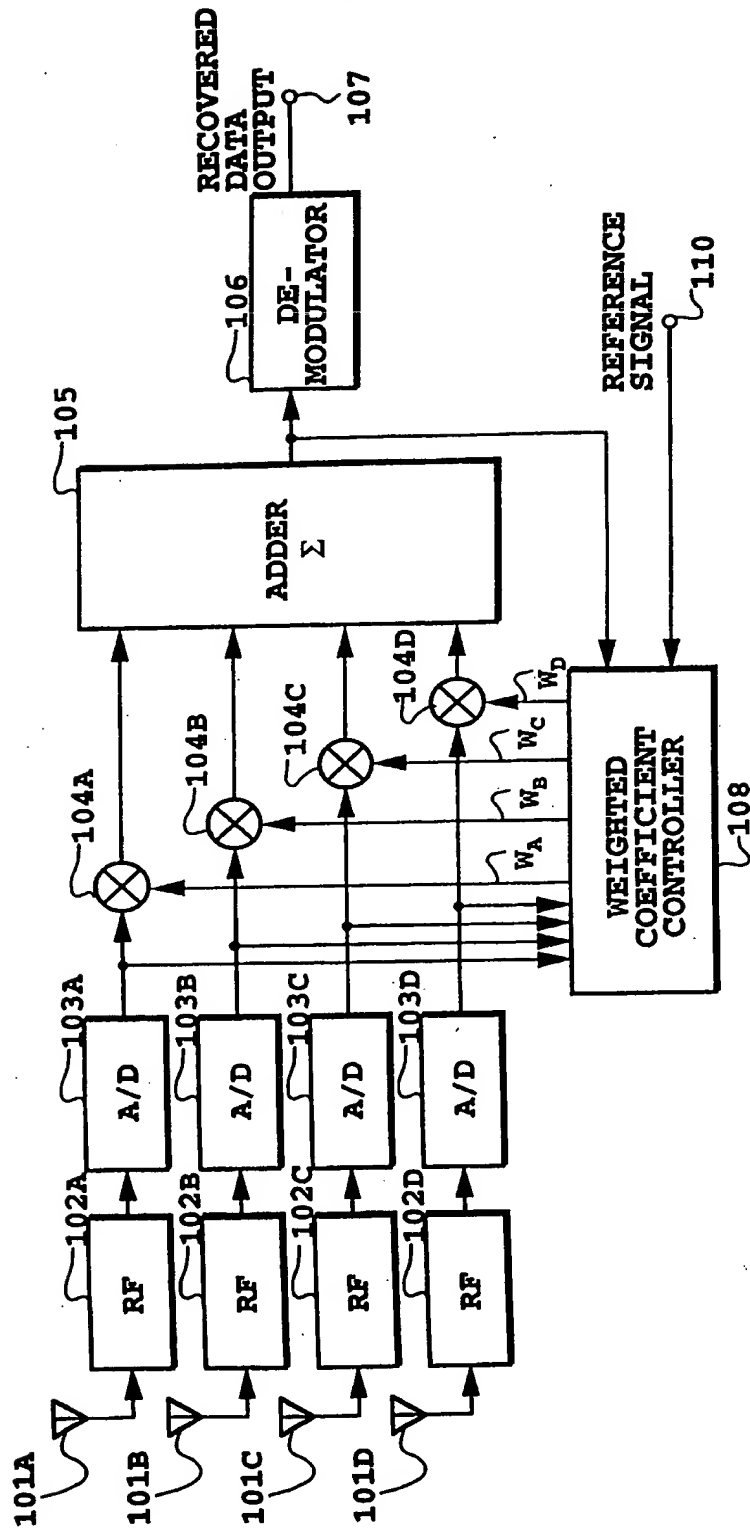 101A
102A
103A
104A
105
RF
A/D
101B
102B
103B
104B
RF
A/D
101C
102C
103C
104C
RF
A/D
101D
102D
103D
104D
RF
A/D
ADDER
Σ
106
DE-
MODULATOR
RECOVERED
DATA
OUTPUT
107
W_A
W_B
W_C
W_D
WEIGHTED
COEFFICIENT
CONTROLLER
108
REFERENCE
SIGNAL
110